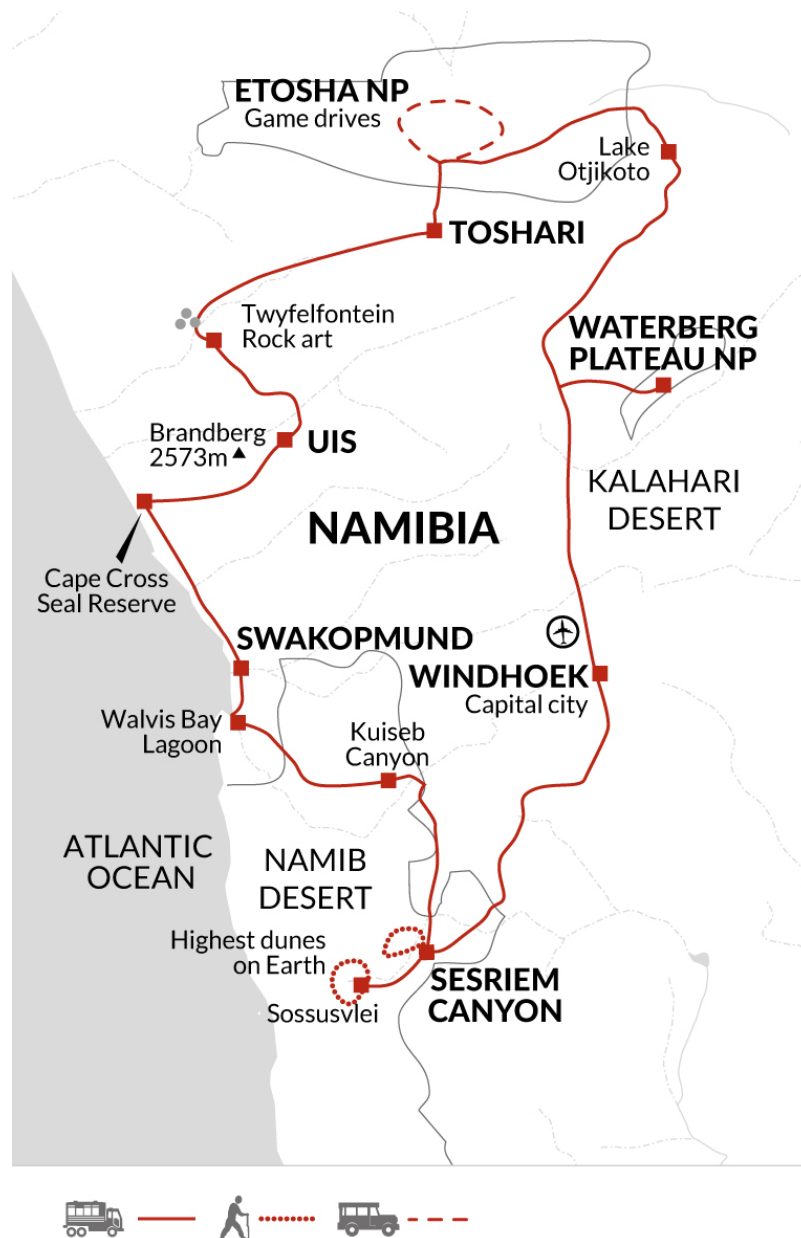 ETOSHA NP
Game drives
Lake
Otjikoto
TOSHARI
Twyfelfontein
Rock art
WATERBERG
PLATEAU NP
Brandberg
2573m
UIS
KALAHARI
DESERT
NAMIBIA
Cape Cross
Seal Reserve
SWAKOPMUND
WINDHOEK
Capital city
Walvis Bay
Lagoon
Kuiseb
Canyon
ATLANTIC
OCEAN
NAMIB
DESERT
Highest dunes
on Earth
SESRIEM
CANYON
Sossusvlei